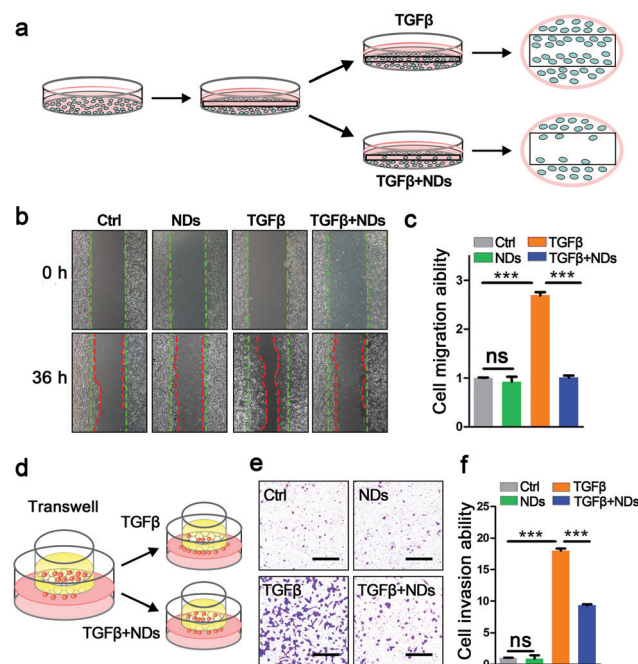 a
TGFβ
TGFβ+NDs
b
Ctrl NDs TGFβ TGFβ+NDs
0 h
36 h
c
Ctrl TGFβ
NDs TGFβ+NDs
Cell migration aiblity
3
2
1
0
*** ***
ns
d
Transwell
TGFβ
TGFβ+NDs
e
Ctrl NDs
TGFβ TGFβ+NDs
f
Ctrl TGFβ
NDs TGFβ+NDs
Cell invasion ability
25
20
15
10
5
0
*** ***
ns